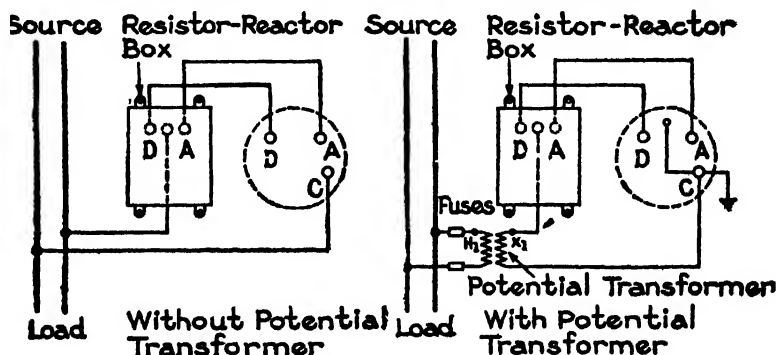 Source Resistor-Reactor
Box
D A
D A
C
Load
Without Potential
Transformer
Source Resistor-Reactor
Box
D A
D A
C
Fuses
H1 X1
Potential Transformer
Load
With Potential
Transformer